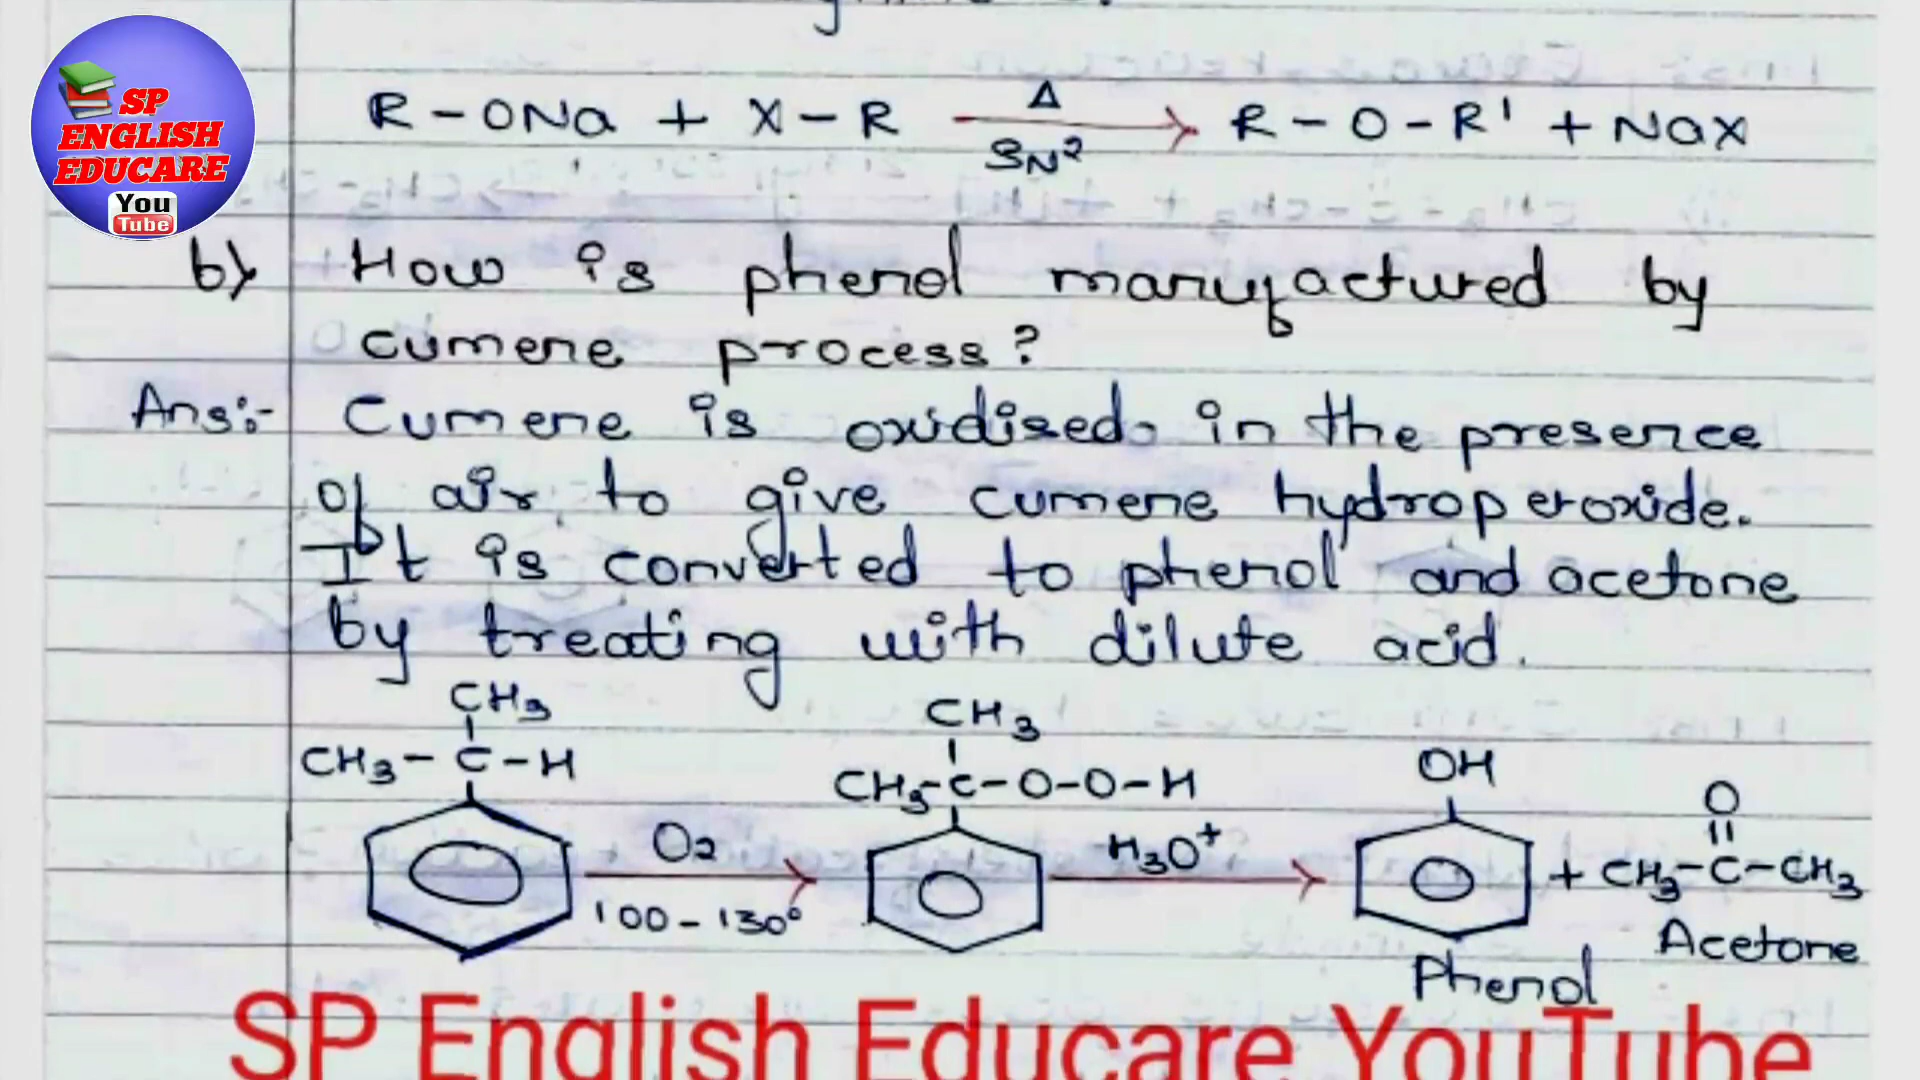 SP
ENGLISH
EDUCARE
You
Tube
R - ONa + X - R Δ SN² → R - O - R' + NaX
b) How is phenol manufactured by
cumene process?
Ans:- Cumene is oxidised in the presence
of air to give cumene hydroperoxide.
It is converted to phenol and acetone
by treating with dilute acid.
CH3 CH3
CH3 - C - H CH3 - C - O - O - H OH O
O2 H3O+ + CH3 - C - CH3
100 - 130°
Acetone
Phenol
SP English Educare YouTube